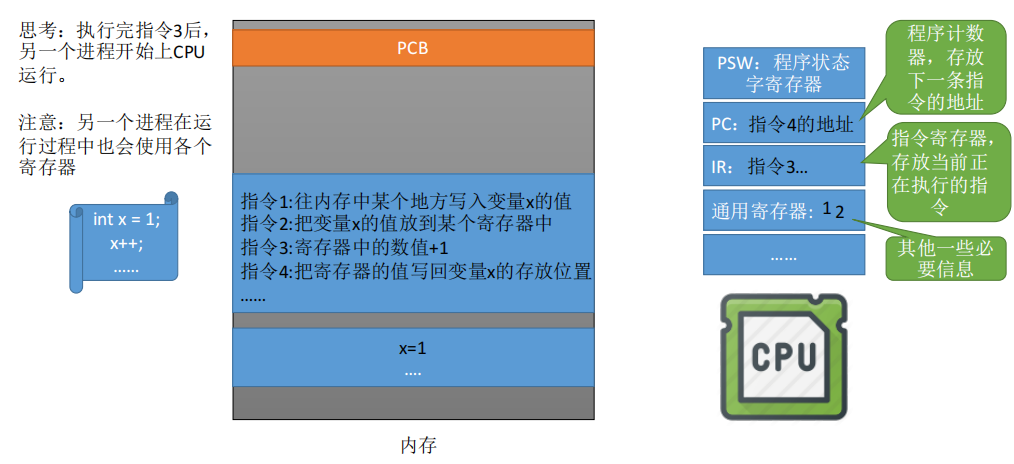 思考：执行完指令3后，
另一个进程开始上CPU
运行。
注意：另一个进程在运
行过程中也会使用各个
寄存器
int x = 1;
x++;
……
PCB
指令1:往内存中某个地方写入变量x的值
指令2:把变量x的值放到某个寄存器中
指令3:寄存器中的数值+1
指令4:把寄存器的值写回变量x的存放位置
……
x=1
....
内存
PSW：程序状态
字寄存器
PC：指令4的地址
IR：指令3...
通用寄存器: 1 2
……
程序计数
器，存放
下一条指
令的地址
指令寄存器，
存放当前正
在执行的指
令
其他一些必
要信息
CPU